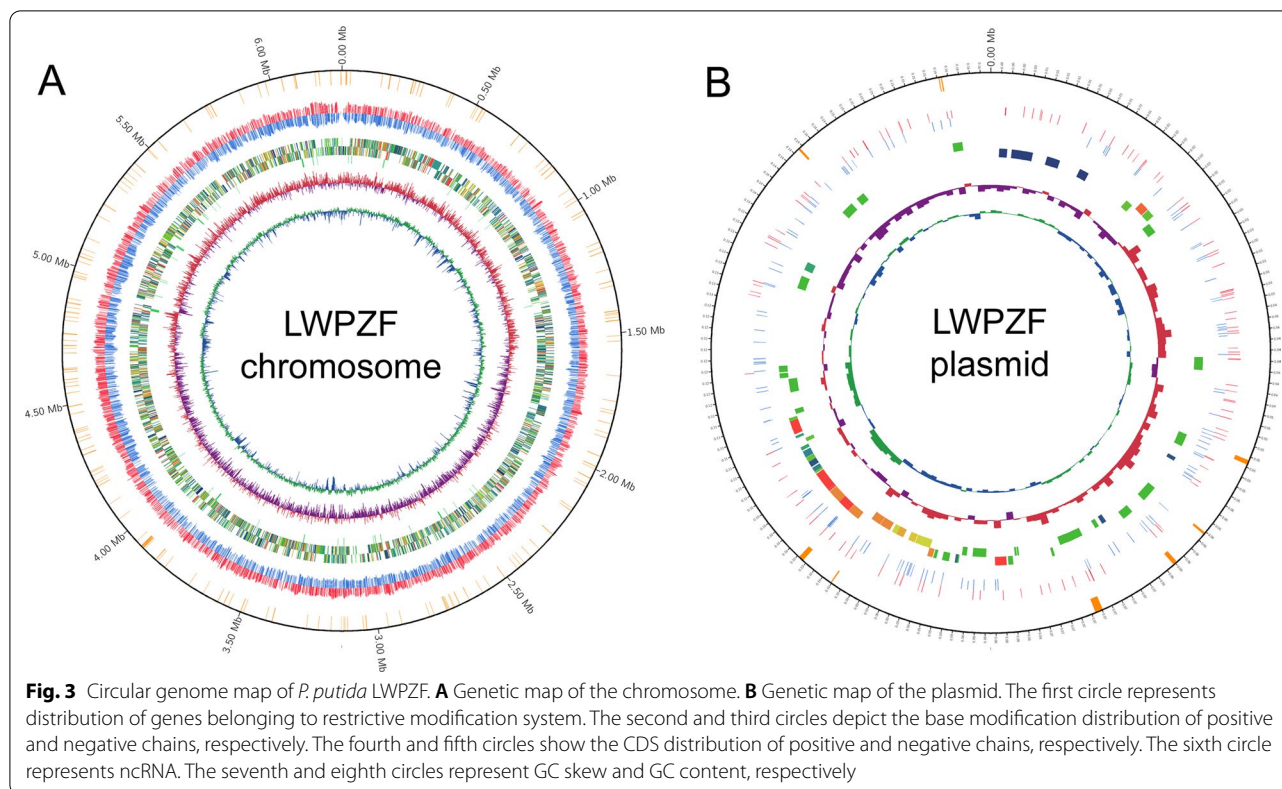 A
0.00 Mb
0.50 Mb
1.00 Mb
1.50 Mb
2.00 Mb
2.50 Mb
3.00 Mb
3.50 Mb
4.00 Mb
4.50 Mb
5.00 Mb
5.50 Mb
6.00 Mb
LWPZF
chromosome
B
0.00 Mb
LWPZF
plasmid
Fig. 3 Circular genome map of P. putida LWPZF. A Genetic map of the chromosome. B Genetic map of the plasmid. The first circle represents
distribution of genes belonging to restrictive modification system. The second and third circles depict the base modification distribution of positive
and negative chains, respectively. The fourth and fifth circles show the CDS distribution of positive and negative chains, respectively. The sixth circle
represents ncRNA. The seventh and eighth circles represent GC skew and GC content, respectively